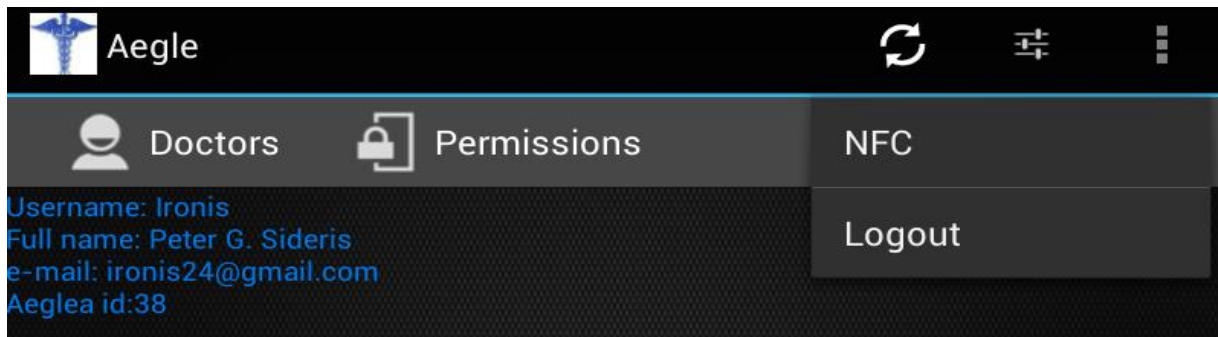 Aegle
Doctors
Permissions
NFC
Logout
Username: Ironis
Full name: Peter G. Sideris
e-mail: ironis24@gmail.com
Aeglea id:38